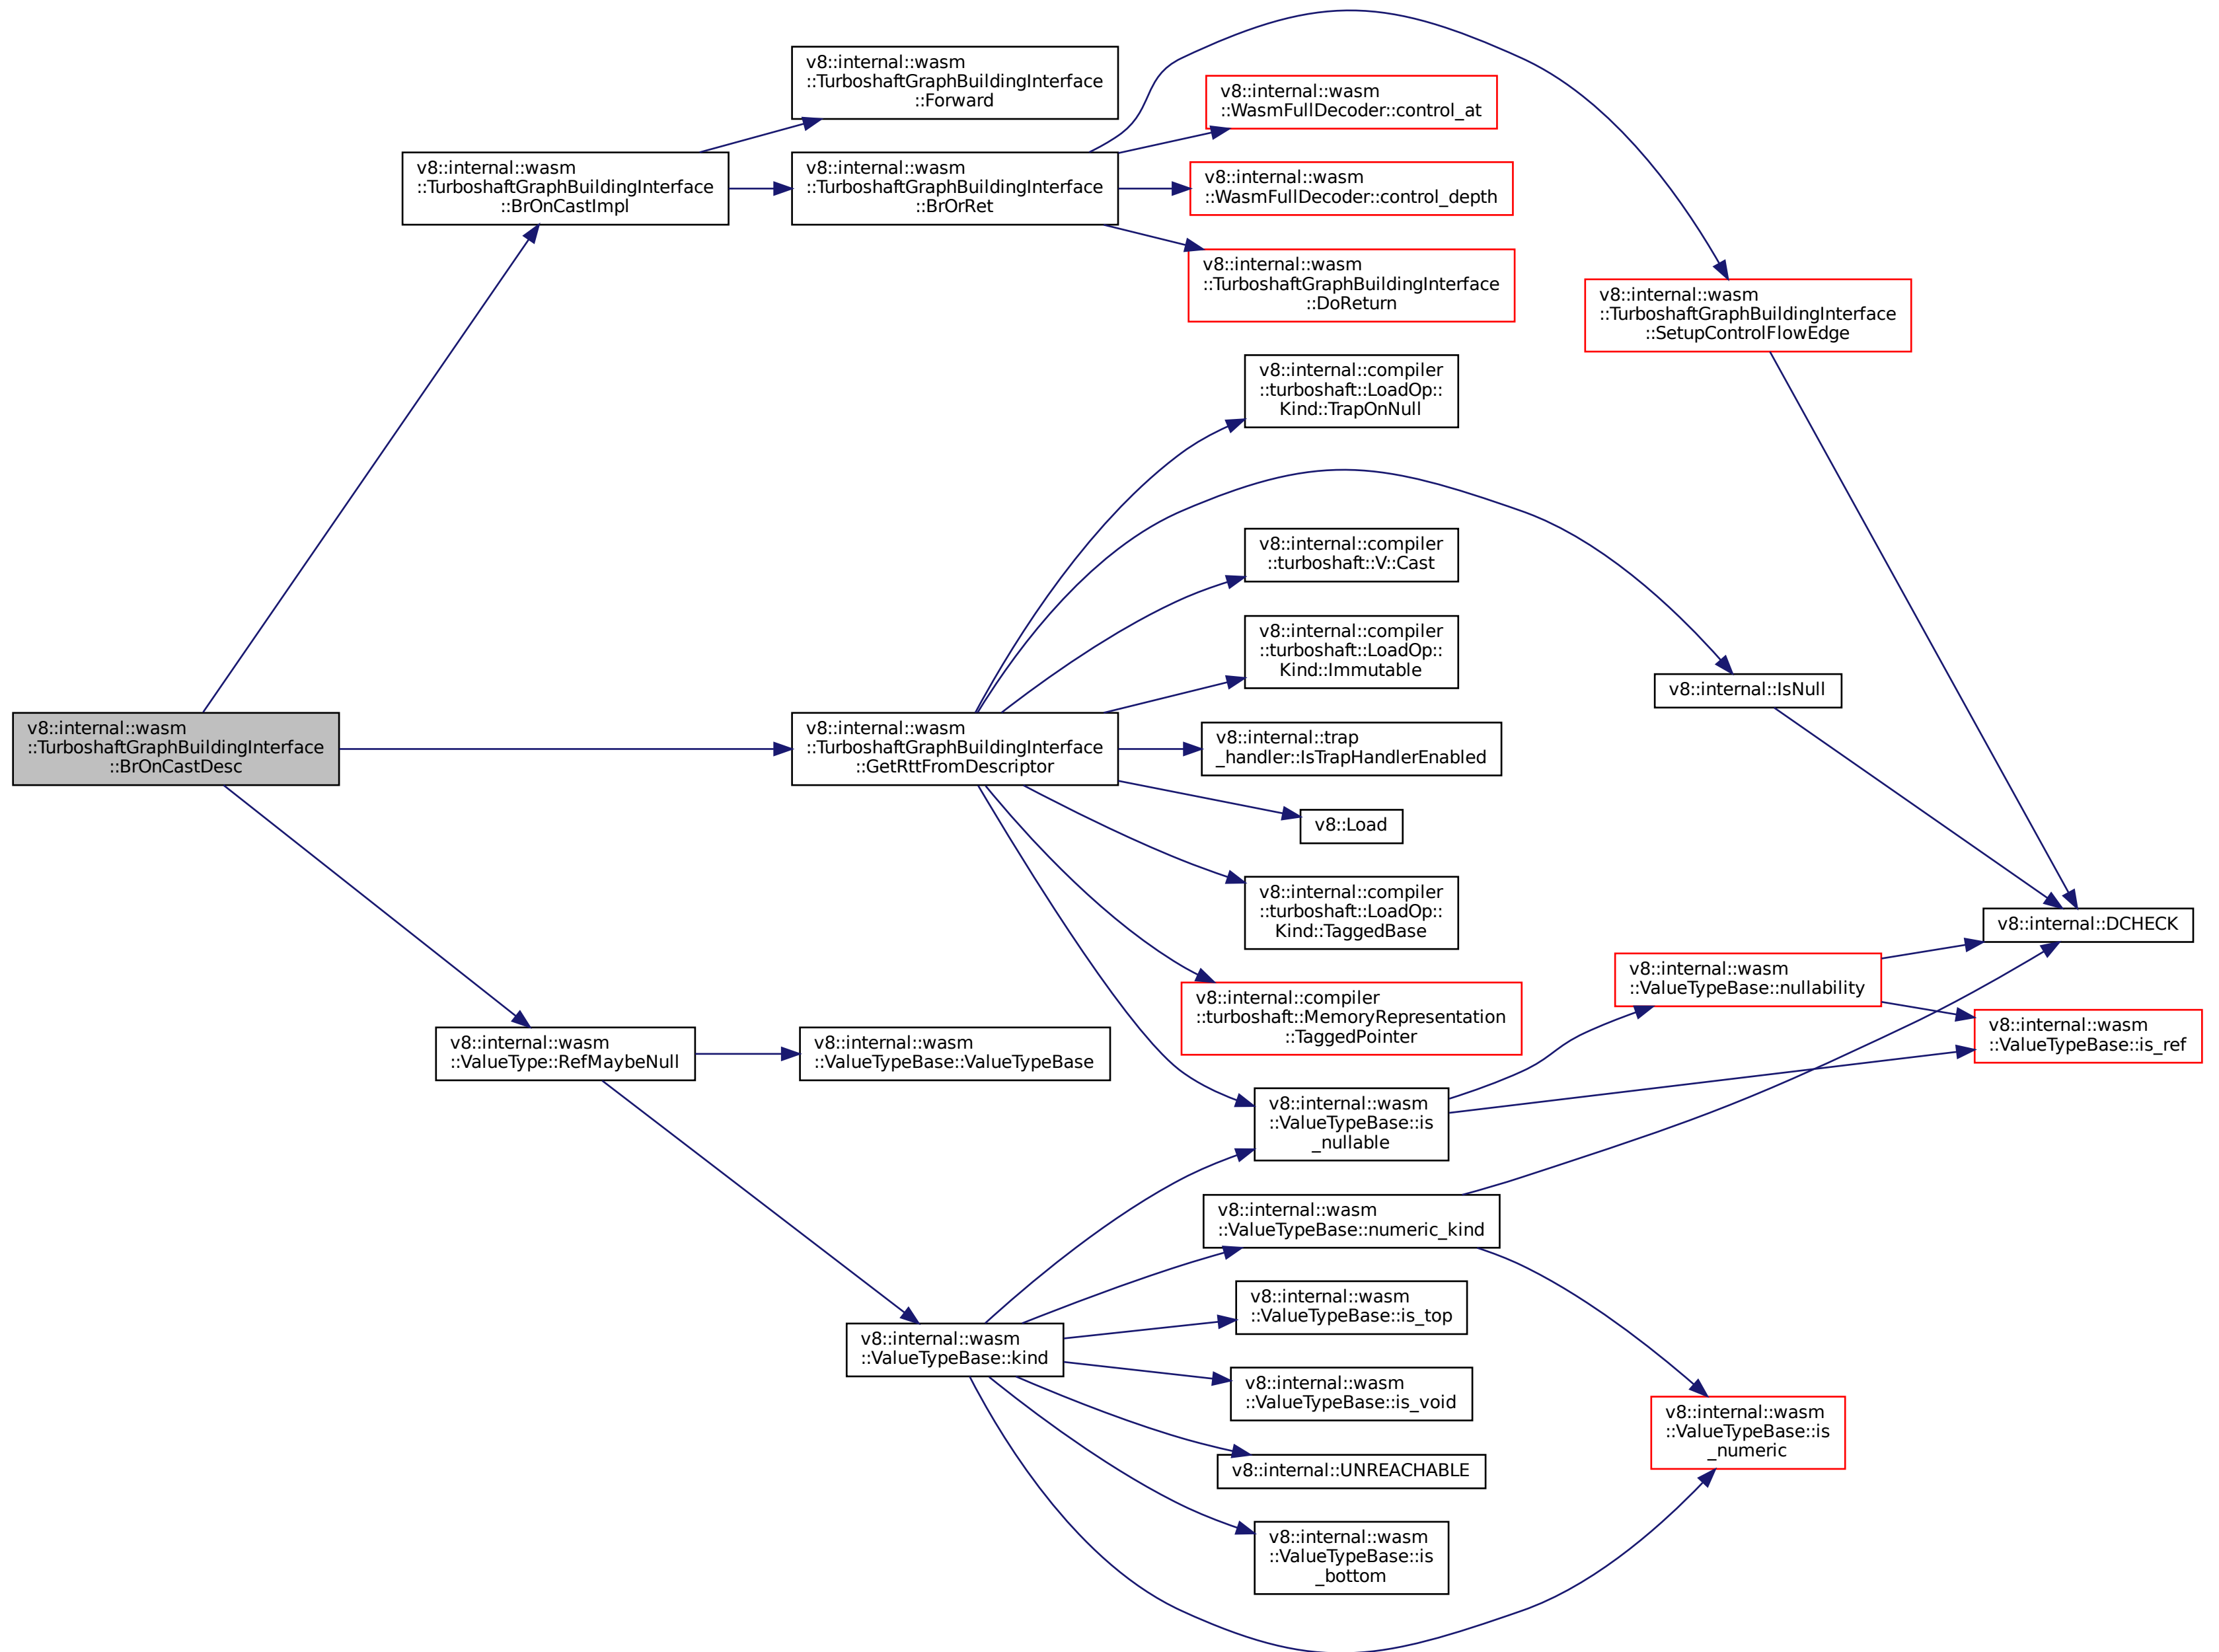 v8::internal::wasm
::TurboshaftGraphBuildingInterface
::BrOnCastDesc
v8::internal::wasm
::TurboshaftGraphBuildingInterface
::BrOnCastImpl
v8::internal::wasm
::TurboshaftGraphBuildingInterface
::Forward
v8::internal::wasm
::TurboshaftGraphBuildingInterface
::BrOrRet
v8::internal::wasm
::WasmFullDecoder::control_at
v8::internal::wasm
::WasmFullDecoder::control_depth
v8::internal::wasm
::TurboshaftGraphBuildingInterface
::DoReturn
v8::internal::wasm
::TurboshaftGraphBuildingInterface
::SetupControlFlowEdge
v8::internal::compiler
::turboshaft::LoadOp::
Kind::TrapOnNull
v8::internal::compiler
::turboshaft::V::Cast
v8::internal::compiler
::turboshaft::LoadOp::
Kind::Immutable
v8::internal::IsNull
v8::internal::wasm
::TurboshaftGraphBuildingInterface
::GetRttFromDescriptor
v8::internal::trap
_handler::IsTrapHandlerEnabled
v8::Load
v8::internal::compiler
::turboshaft::LoadOp::
Kind::TaggedBase
v8::internal::DCHECK
v8::internal::compiler
::turboshaft::MemoryRepresentation
::TaggedPointer
v8::internal::wasm
::ValueTypeBase::nullability
v8::internal::wasm
::ValueTypeBase::is_ref
v8::internal::wasm
::ValueType::RefMaybeNull
v8::internal::wasm
::ValueTypeBase::ValueTypeBase
v8::internal::wasm
::ValueTypeBase::is
_nullable
v8::internal::wasm
::ValueTypeBase::numeric_kind
v8::internal::wasm
::ValueTypeBase::is_top
v8::internal::wasm
::ValueTypeBase::kind
v8::internal::wasm
::ValueTypeBase::is_void
v8::internal::UNREACHABLE
v8::internal::wasm
::ValueTypeBase::is
_numeric
v8::internal::wasm
::ValueTypeBase::is
_bottom